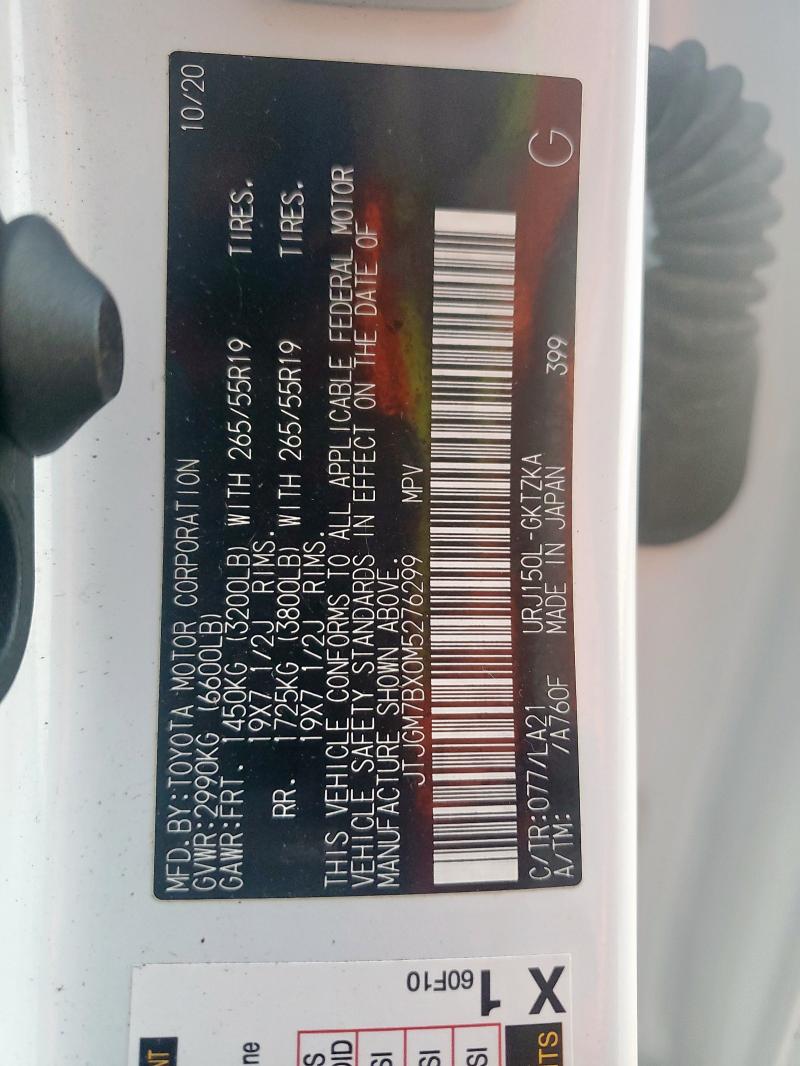 MFD.BY:TOYOTA MOTOR CORPORATION 10/20
GVWR:2990KG (6600LB)
GAWR:FRT. 1450KG (3200LB) WITH 265/55R19 TIRES.
19X7 1/2J RIMS.
RR. 1725KG (3800LB) WITH 265/55R19 TIRES.
19X7 1/2J RIMS.
THIS VEHICLE CONFORMS TO ALL APPLICABLE FEDERAL MOTOR
VEHICLE SAFETY STANDARDS IN EFFECT ON THE DATE OF
MANUFACTURE SHOWN ABOVE.
JTJGM7BX0M5276299 MPV
C/TR:077/LA21 URJ150L-GKTZKA 399 G
A/TM: /A760F MADE IN JAPAN
60F10
X1